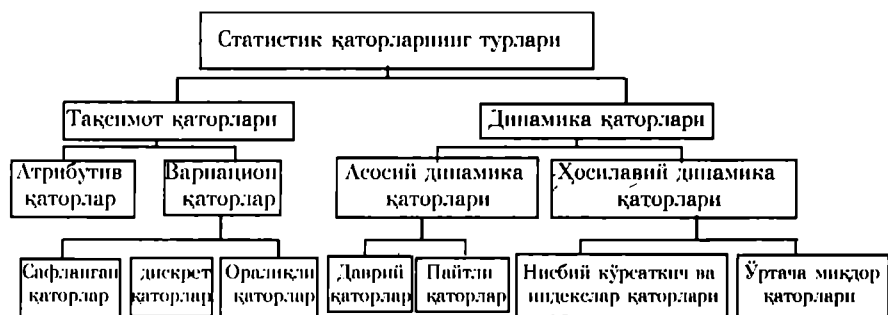 Статистик қаторларнинг турлари
Тақсимот қаторлари
Динамика қаторлари
Атрибутив
қаторлар
Вариацион
қаторлар
Асосий динамика
қаторлари
Ҳосилавий динамика
қаторлари
Сафланган
қаторлар
дискрет
қаторлар
Оралиқли
қаторлар
Даврий
қаторлар
Пайтли
қаторлар
Нисбий кўрсаткич ва
индекслар қаторлари
Ўртача миқдор
қаторлари